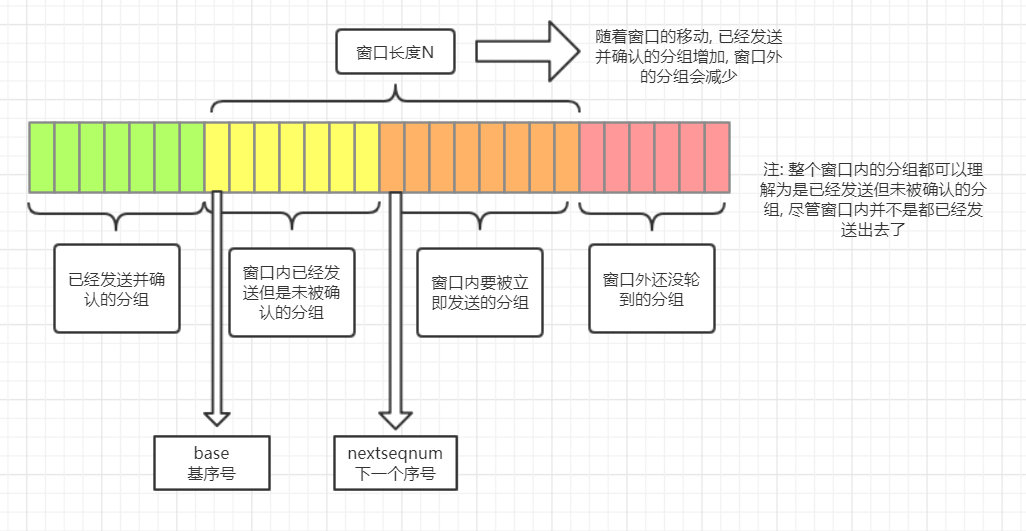 窗口长度N
随着窗口的移动, 已经发送
并确认的分组增加, 窗口外
的分组会减少
注: 整个窗口内的分组都可以理
解为是已经发送但未被确认的分
组, 尽管窗口内并不是都已经发
送出去了
已经发送并确
认的分组
窗口内已经发
送但是未被确
认的分组
窗口内要被立
即发送的分组
窗口外还没轮
到的分组
base
基序号
nextseqnum
下一个序号